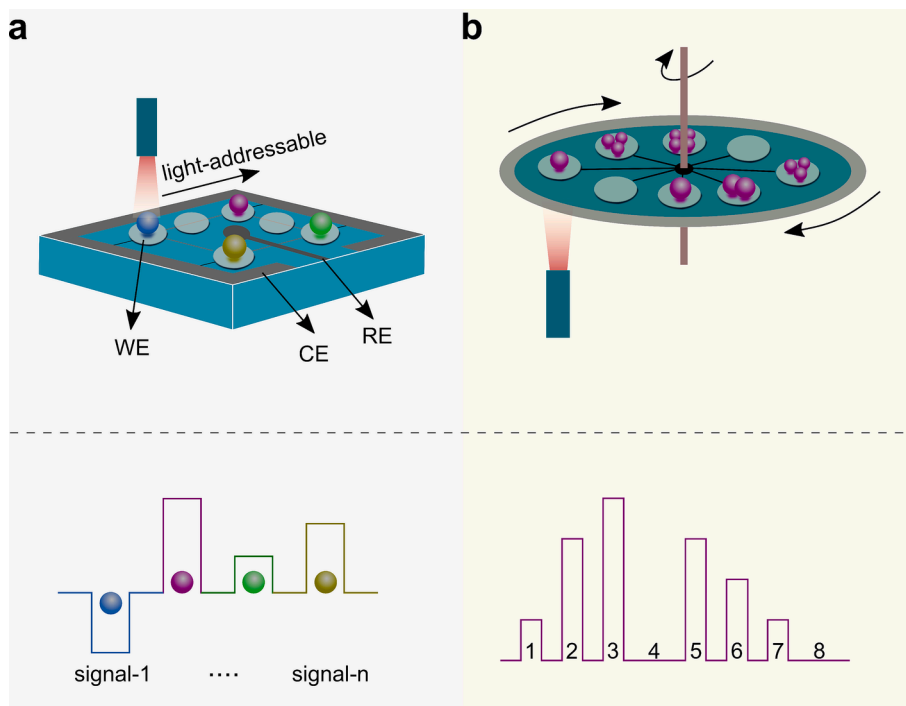 a
b
light-addressable
WE
CE
RE
signal-1
····
signal-n
1
2
3
4
5
6
7
8